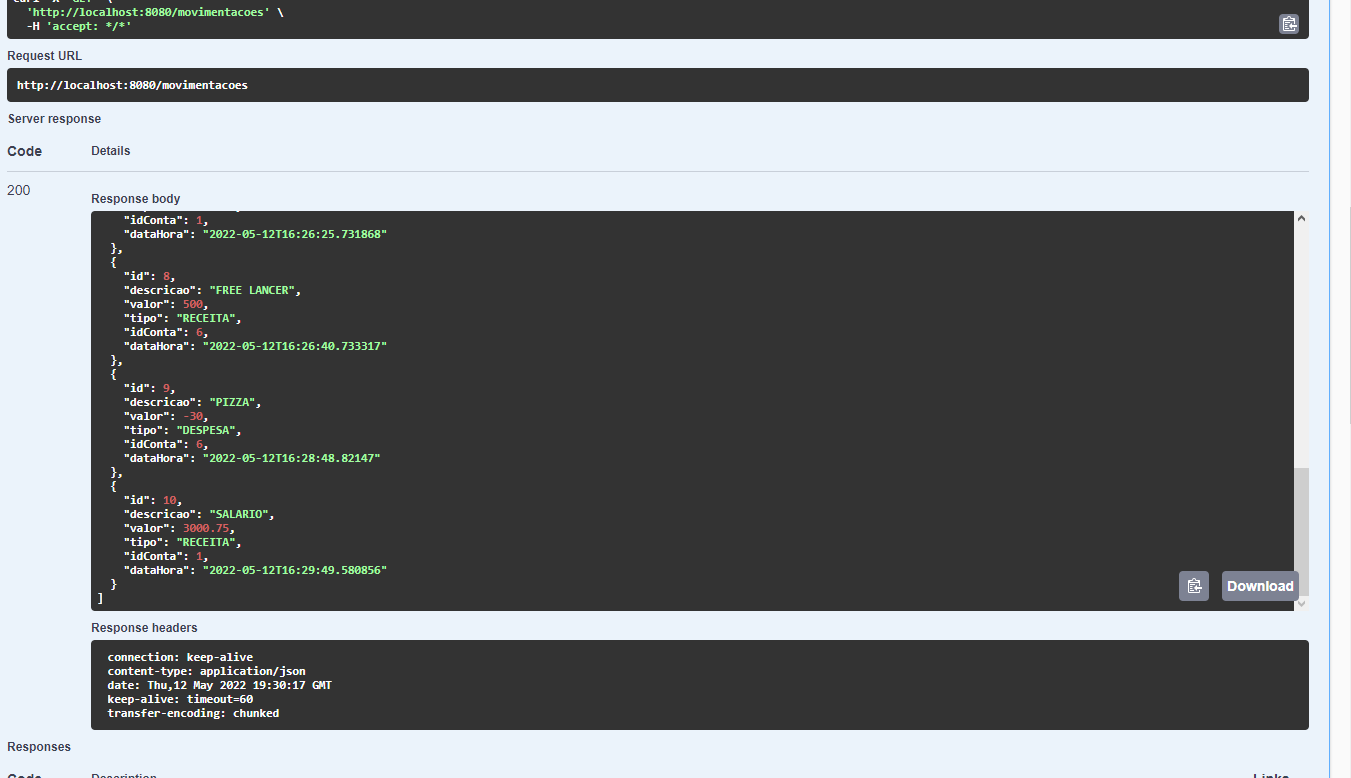 'http://localhost:8080/movimentacoes' \
-H 'accept: */*'
Request URL
http://localhost:8080/movimentacoes
Server response
Code Details
200
Response body
"idConta": 1,
"dataHora": "2022-05-12T16:26:25.731868"
},
{
"id": 8,
"descricao": "FREE LANCER",
"valor": 500,
"tipo": "RECEITA",
"idConta": 6,
"dataHora": "2022-05-12T16:26:40.733317"
},
{
"id": 9,
"descricao": "PIZZA",
"valor": -30,
"tipo": "DESPESA",
"idConta": 6,
"dataHora": "2022-05-12T16:28:48.82147"
},
{
"id": 10,
"descricao": "SALARIO",
"valor": 3000.75,
"tipo": "RECEITA",
"idConta": 1,
"dataHora": "2022-05-12T16:29:49.580856"
}
]
Download
Response headers
connection: keep-alive
content-type: application/json
date: Thu,12 May 2022 19:30:17 GMT
keep-alive: timeout=60
transfer-encoding: chunked
Responses
Code Description Links